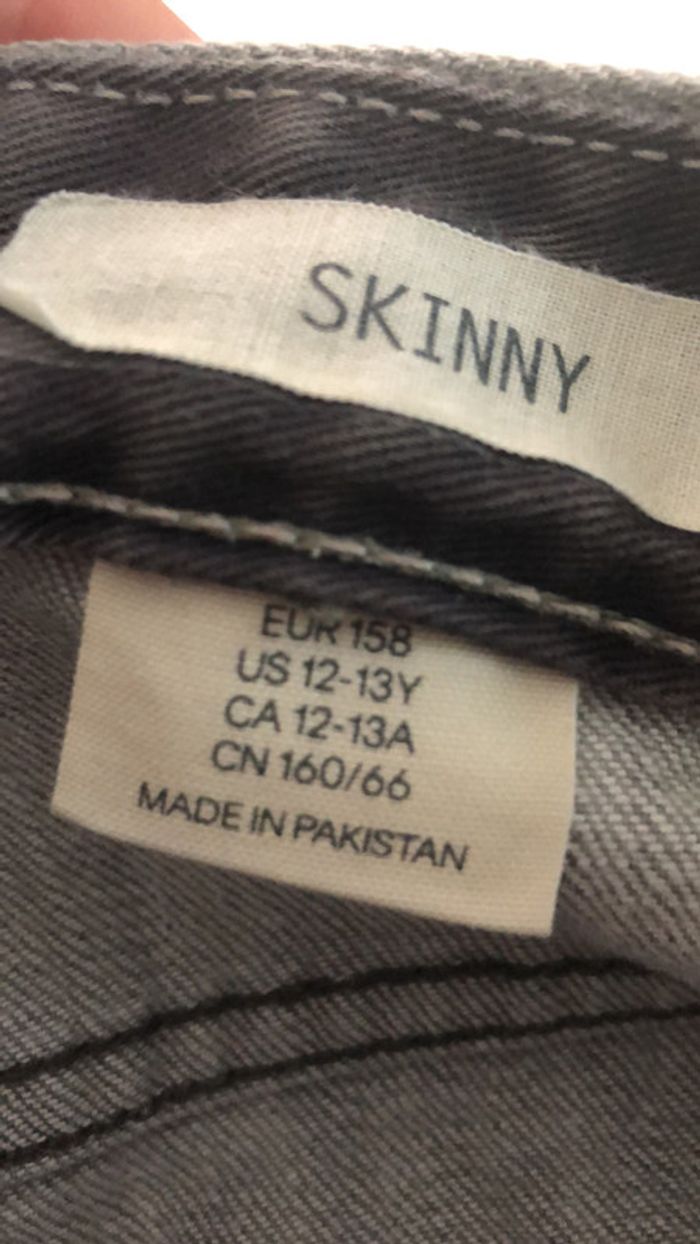 SKINNY
EUR 158
US 12-13Y
CA 12-13A
CN 160/66
MADE IN PAKISTAN